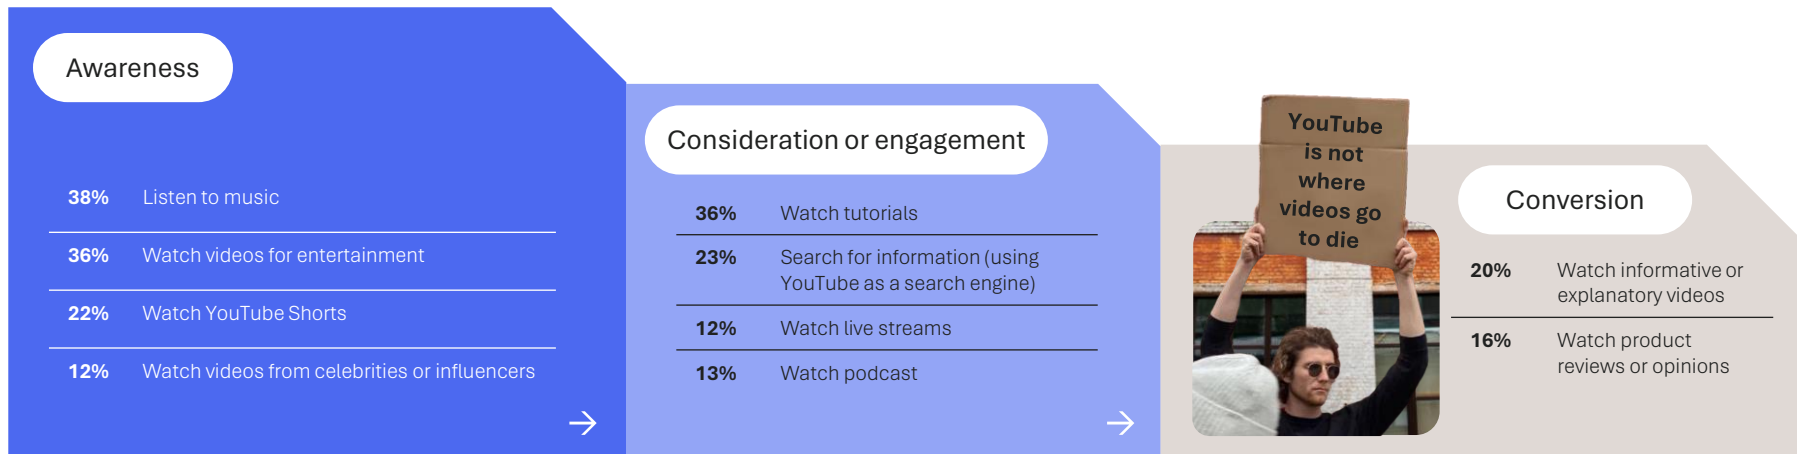 Awareness
38% Listen to music
36% Watch videos for entertainment
22% Watch YouTube Shorts
12% Watch videos from celebrities or influencers
Consideration or engagement
36% Watch tutorials
23% Search for information (using
YouTube as a search engine)
12% Watch live streams
13% Watch podcast
YouTube
is not
where
videos go
to die
Conversion
20% Watch informative or
explanatory videos
16% Watch product
reviews or opinions